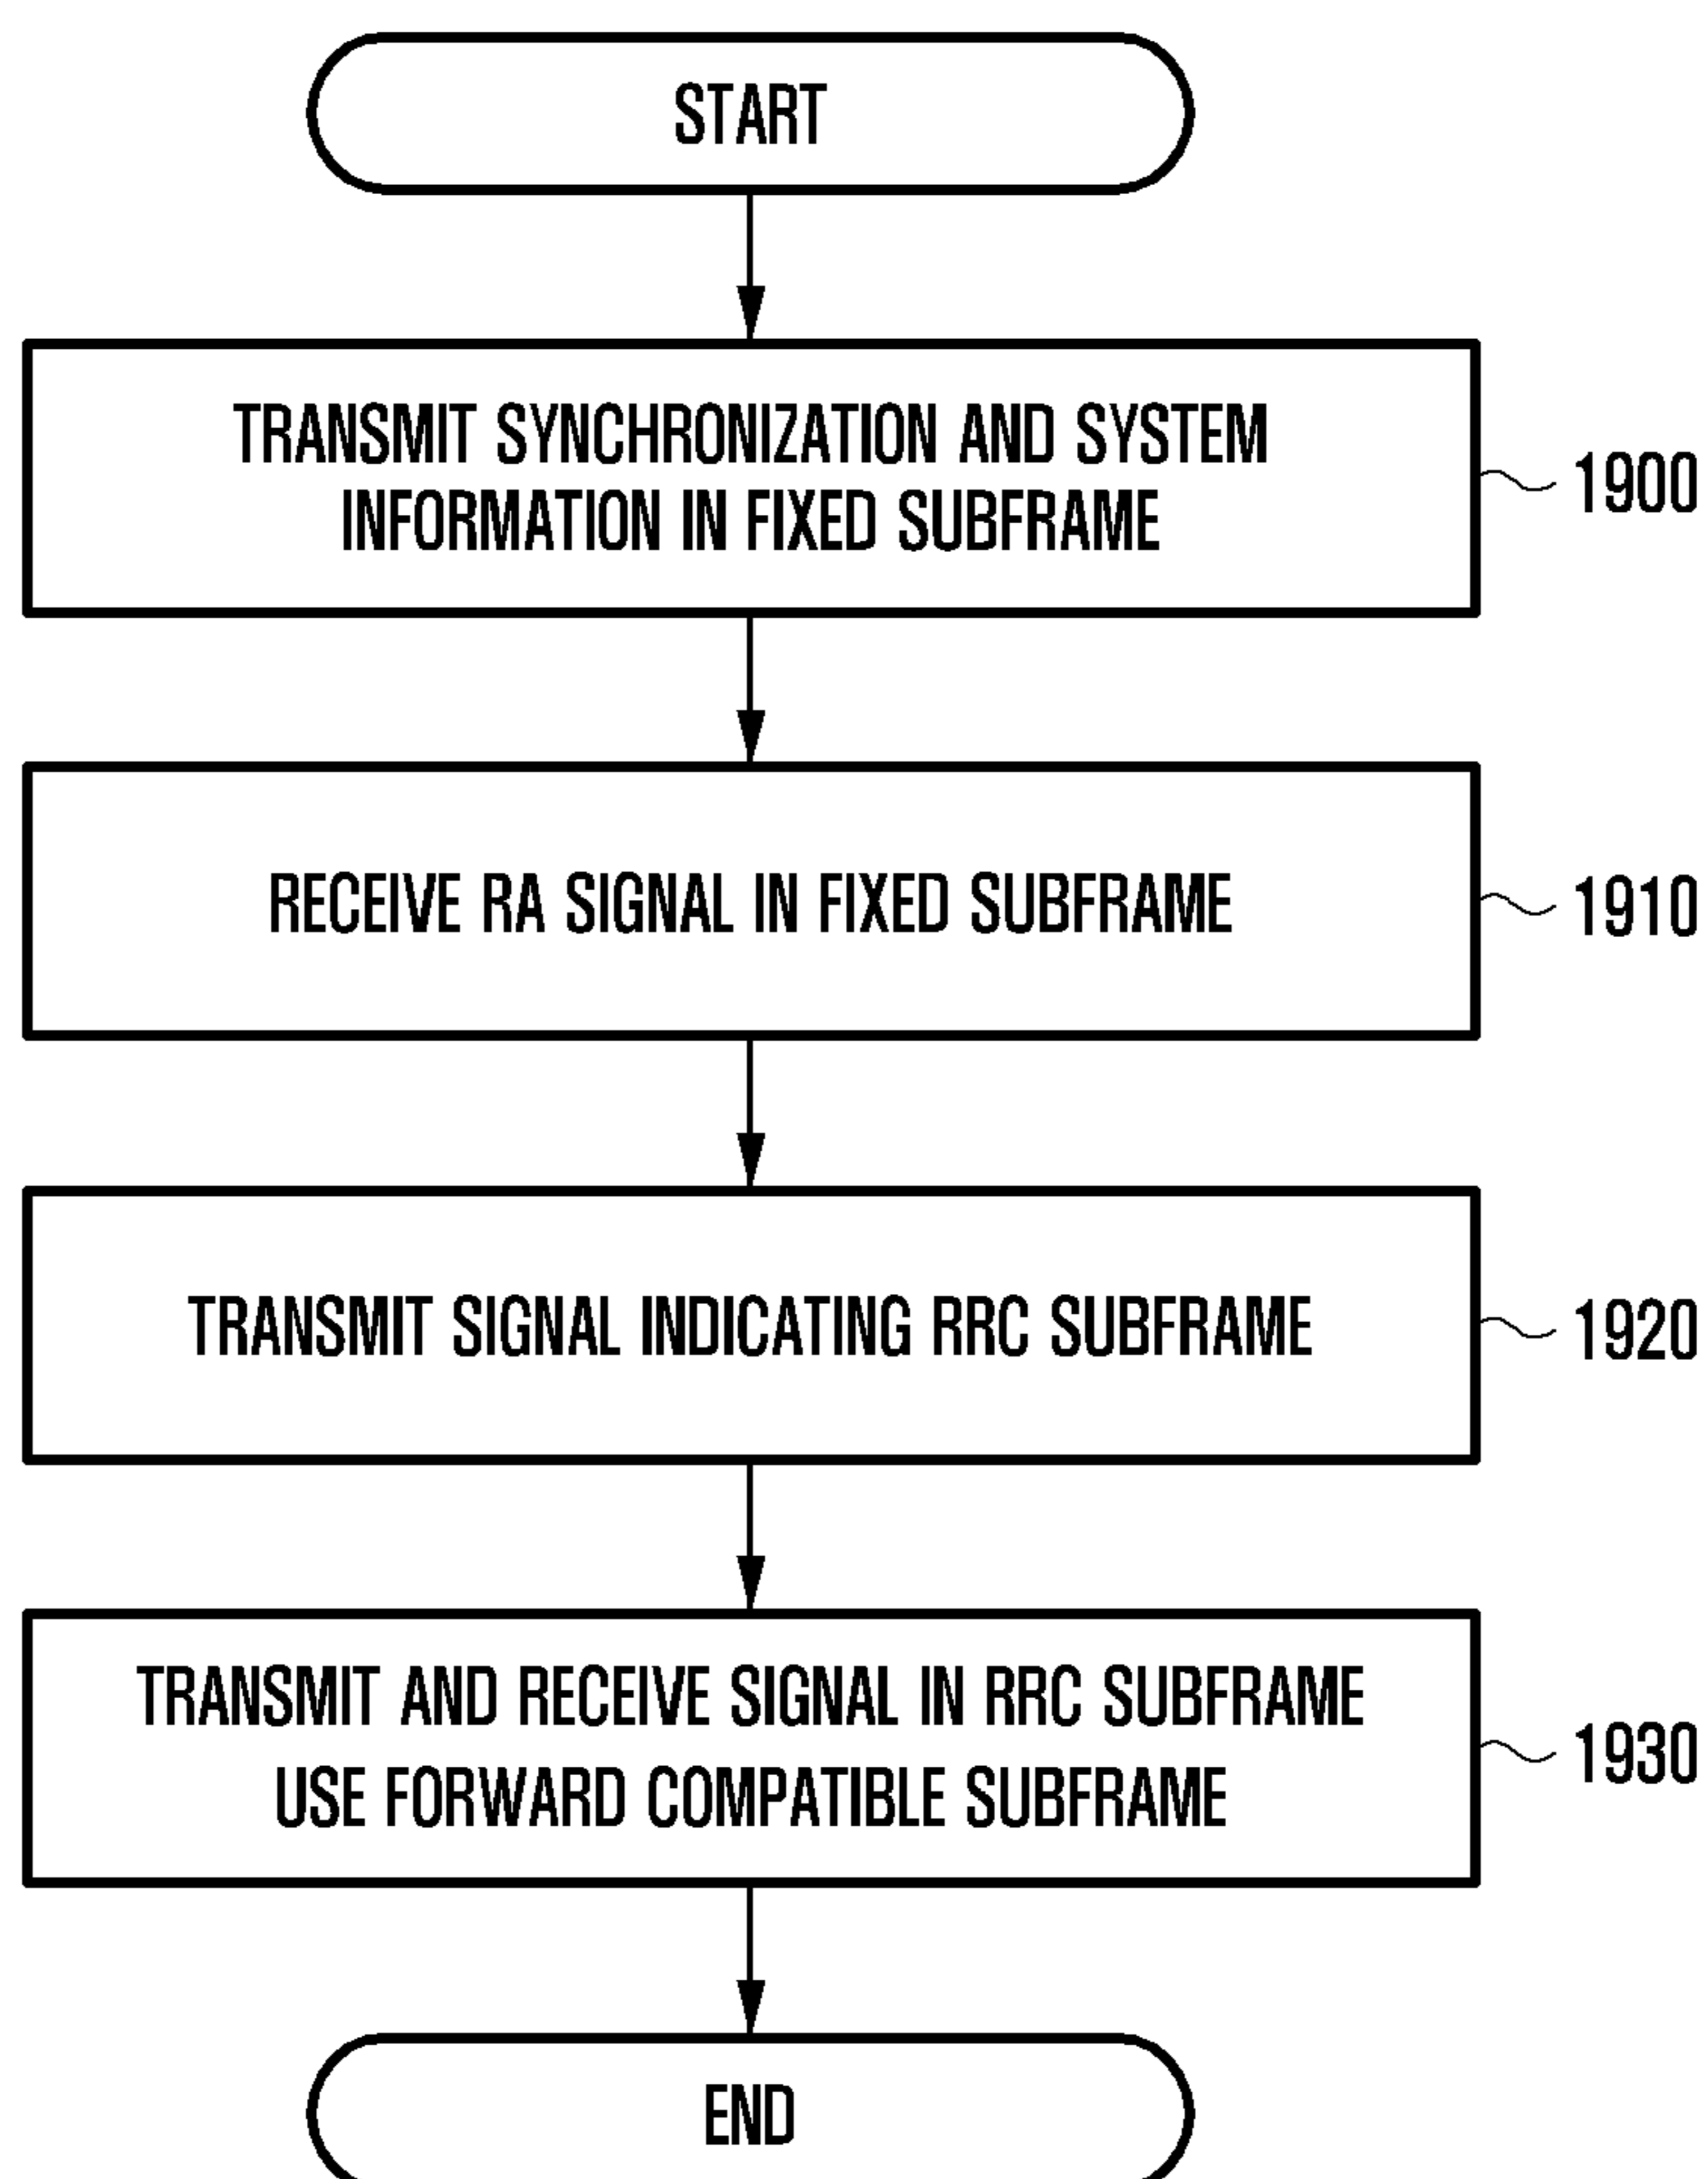 START
TRANSMIT SYNCHRONIZATION AND SYSTEM
INFORMATION IN FIXED SUBFRAME
1900
RECEIVE RA SIGNAL IN FIXED SUBFRAME
1910
TRANSMIT SIGNAL INDICATING RRC SUBFRAME
1920
TRANSMIT AND RECEIVE SIGNAL IN RRC SUBFRAME
USE FORWARD COMPATIBLE SUBFRAME
1930
END